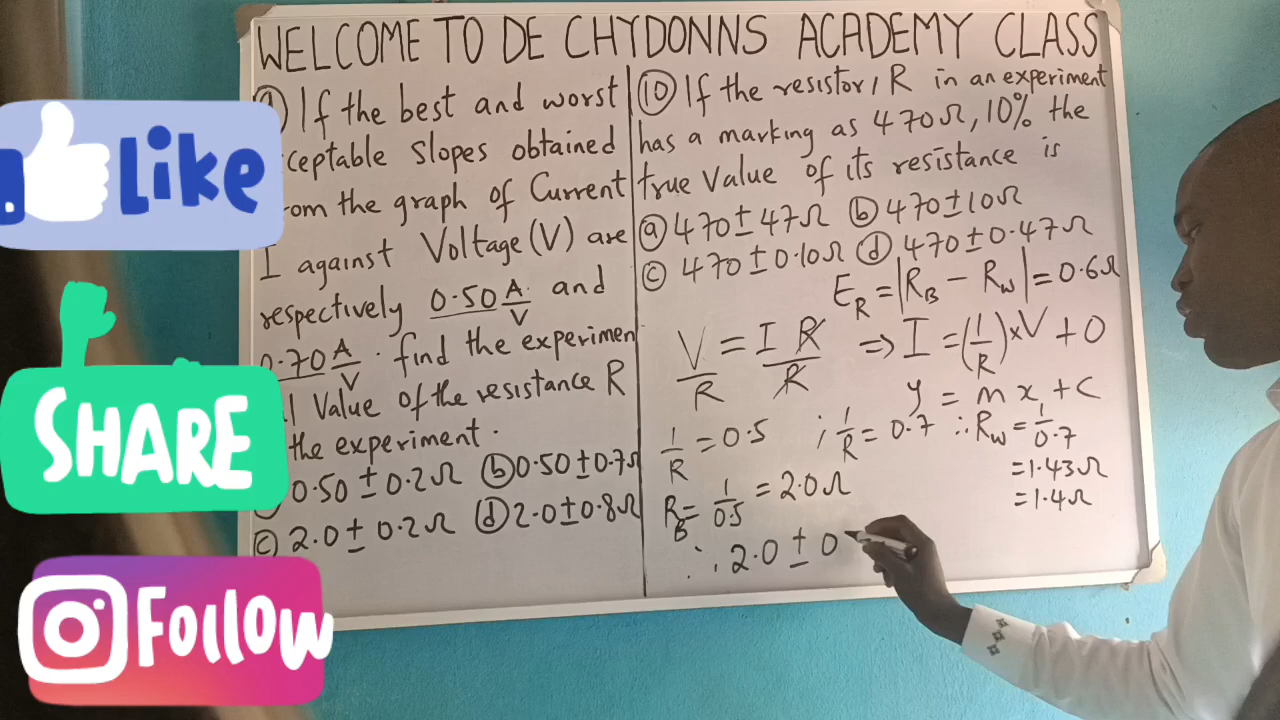 WELCOME TO DE CHYDONNS ACADEMY CLASS
If the best and worst
ceptable Slopes obtained
rom the graph of Current
I against Voltage (V) are
respectively 0.50 A/V and
0.70 A/V . find the experimen
l Value of the resistance R
the experiment.
0.50 ± 0.2Ω (b) 0.50 ± 0.7Ω
(c) 2.0 ± 0.2Ω (d) 2.0 ± 0.8Ω
(10) If the resistor, R in an experiment
has a marking as 470Ω, 10% the
true Value of its resistance is
(a) 470 ± 47Ω (b) 470 ± 10Ω
(c) 470 ± 0.10Ω (d) 470 ± 0.47Ω
E_R = |R_B - R_W| = 0.6Ω
V/R = IR/R => I = (1/R) × V + 0
y = m x + c
1/R = 0.5 ; 1/R = 0.7 ∴ R_W = 1/0.7
= 1.43Ω
= 1.4Ω
R_B = 1/0.5 = 2.0Ω
∴ 2.0 ± 0
Like
SHARE
Follow